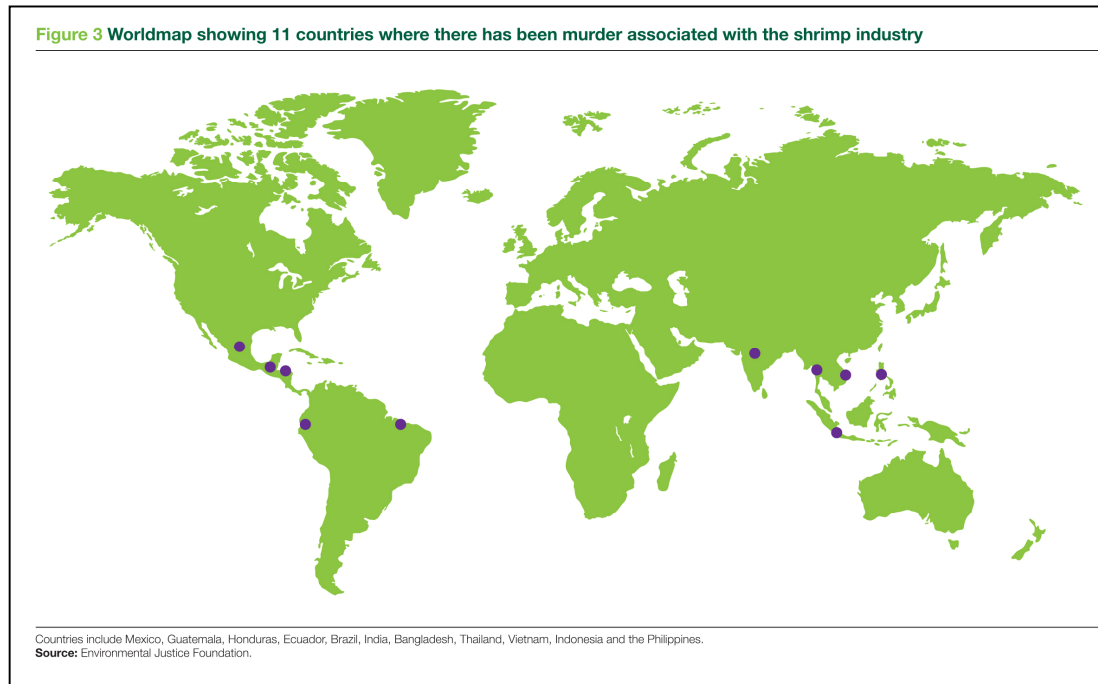 Figure 3 Worldmap showing 11 countries where there has been murder associated with the shrimp industry
Countries include Mexico, Guatemala, Honduras, Ecuador, Brazil, India, Bangladesh, Thailand, Vietnam, Indonesia and the Philippines.
Source: Environmental Justice Foundation.